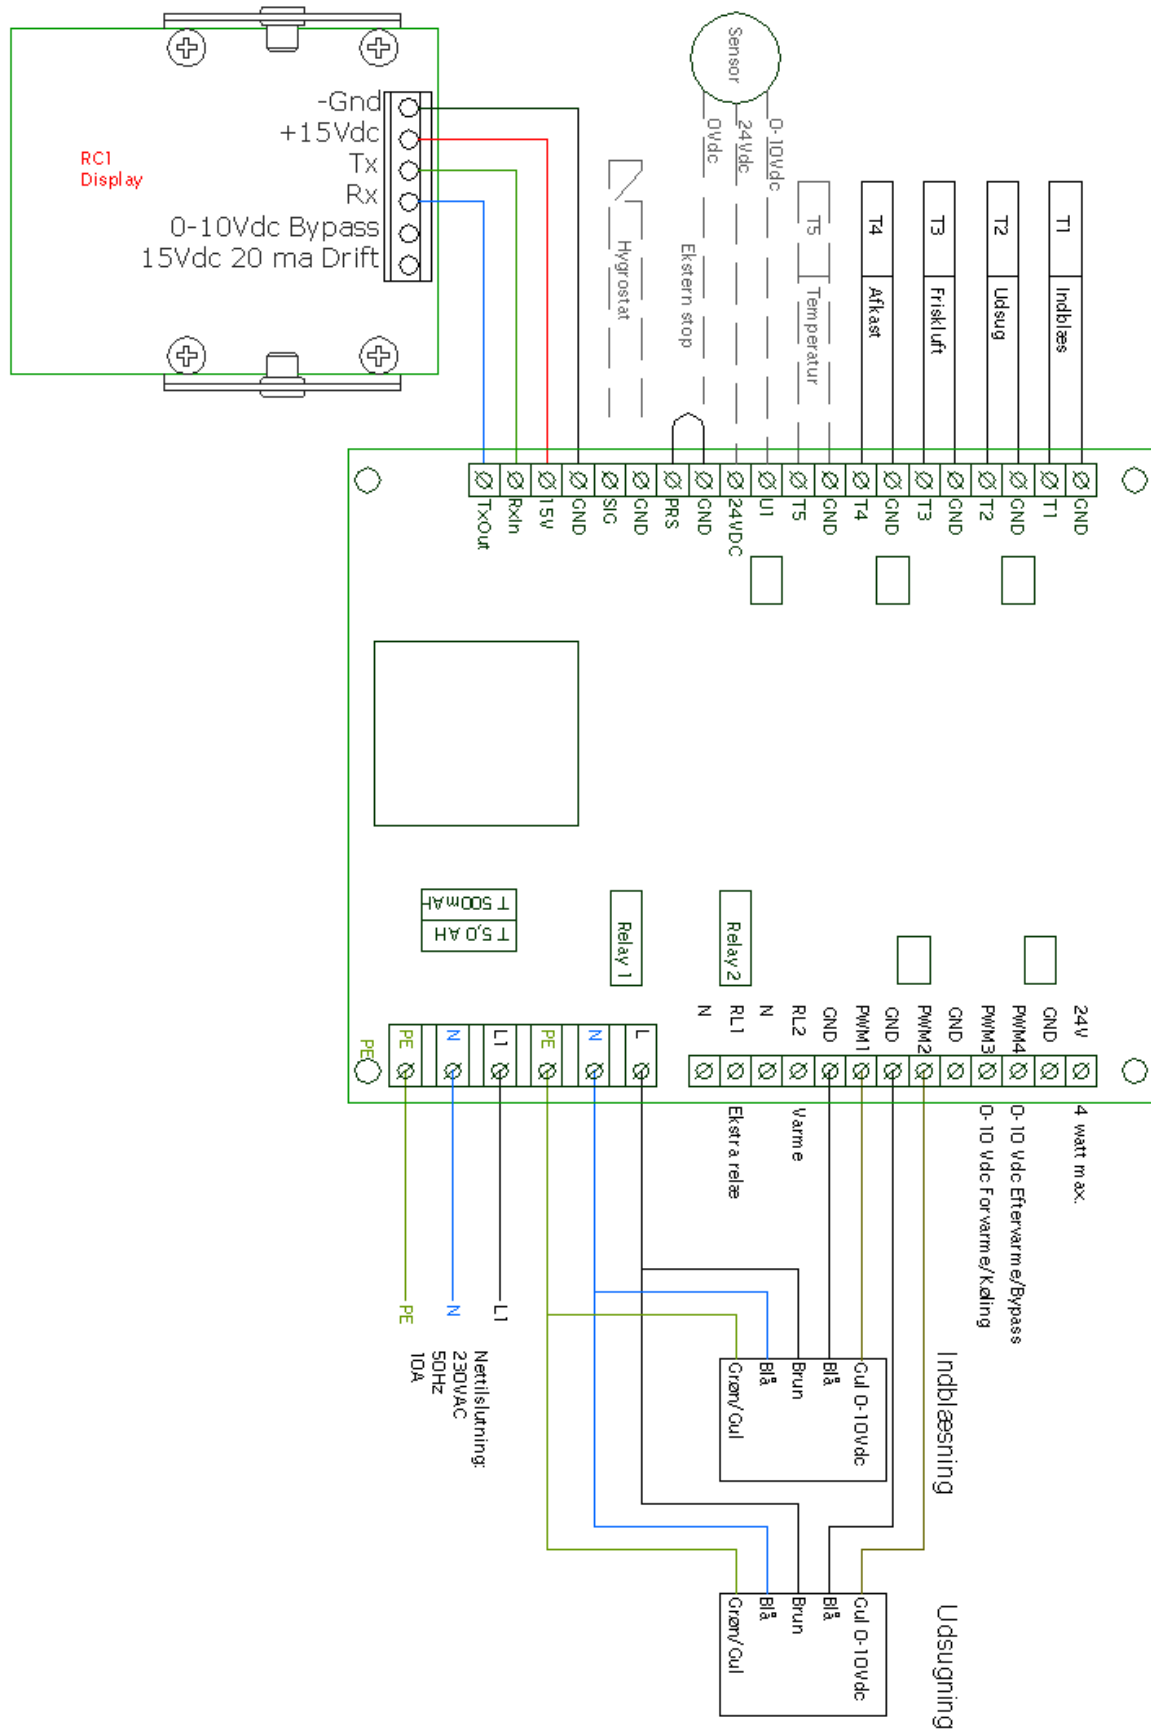 -Gnd
+15Vdc
Tx
Rx
0-10Vdc Bypass
15Vdc 20 ma Drift
RC1
Display
Sensor
0Vdc
24Vdc
0-10Vdc
Hygrostat
Ekstern stop
T5 Temperatur
T4 Afkast
T3 Friskluft
T2 Udsug
T1 Indblæs
TxOut
RxIn
15V
GND
SIG
GND
PRS
GND
24VDC
U1
T5
GND
T4
GND
T3
GND
T2
GND
T1
GND
T 500mAH
T 5,0 AH
Relay 1
Relay 2
PE
PE
N
L1
PE
N
L
N
RL1
N
RL2
GND
PWM1
GND
PWM2
GND
PWM3
PWM4
GND
24V
Ekstra relæ
Varme
0-10 Vdc Forvarme/Køling
0-10 Vdc Eftervarme/Bypass
4 watt max.
PE
N
L1
Nettilslutning:
230VAC
50Hz
10A
Indblæsning
Grøn/Gul
Blå
Brun
Blå
Gul 0-10Vdc
Udsugning
Grøn/Gul
Blå
Brun
Blå
Gul 0-10Vdc